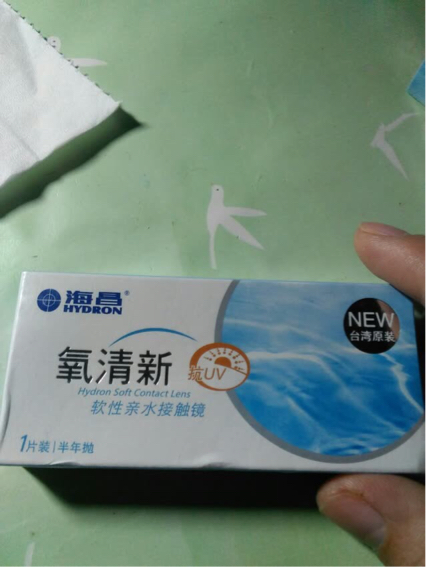 海昌®
HYDRON
NEW
台湾原装
氧清新
抗UV
Hydron Soft Contact Lens
软性亲水接触镜
1片装|半年抛